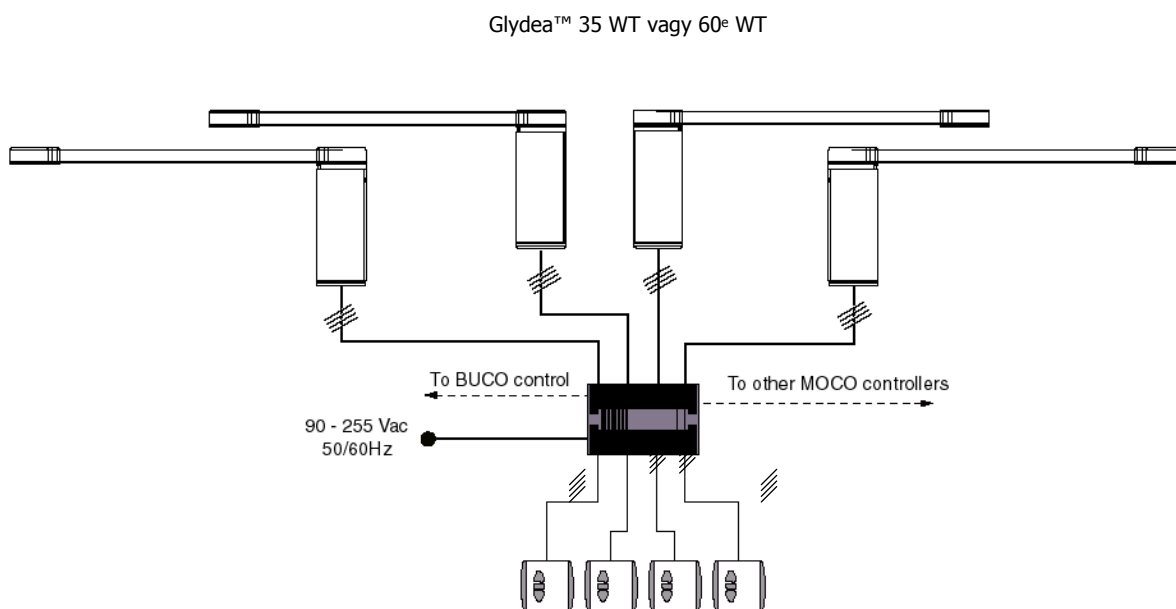 Glydea™ 35 WT vagy 60ᵉ WT
To BUCO control
To other MOCO controllers
90 - 255 Vac
50/60Hz